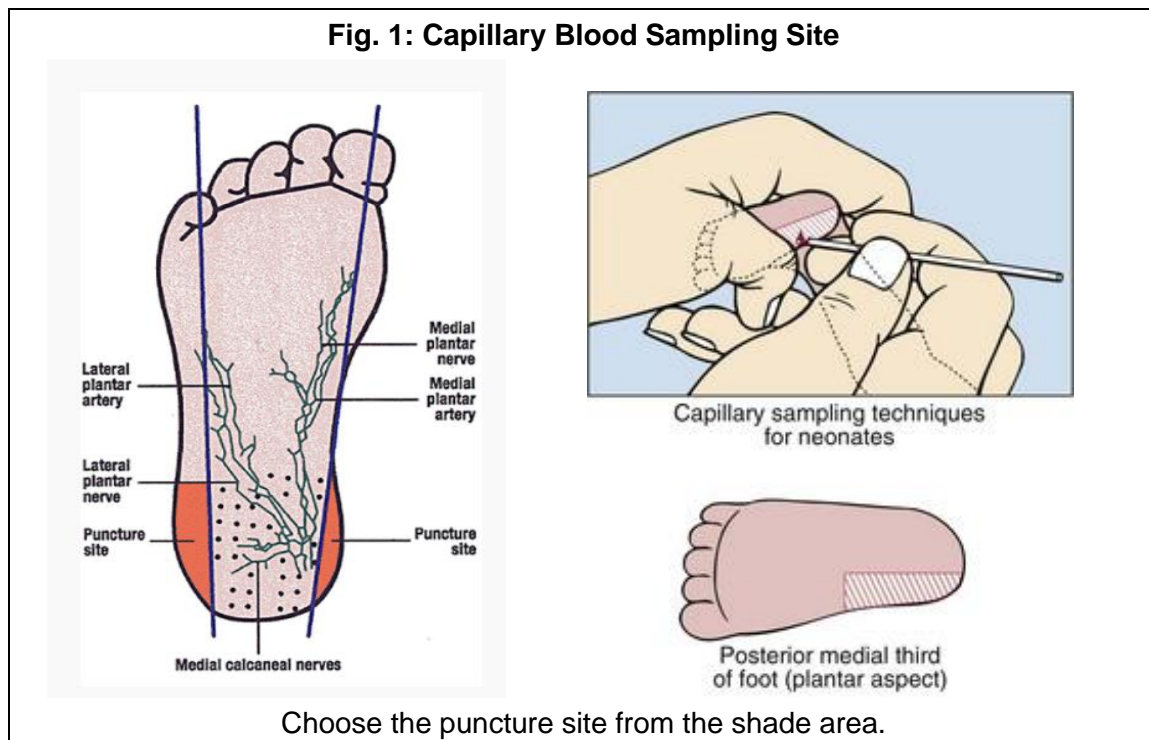 Fig. 1: Capillary Blood Sampling Site
Lateral
plantar
artery
Lateral
plantar
nerve
Puncture
site
Medial
plantar
nerve
Medial
plantar
artery
Puncture
site
Medial calcaneal nerves
Capillary sampling techniques
for neonates
Posterior medial third
of foot (plantar aspect)
Choose the puncture site from the shade area.